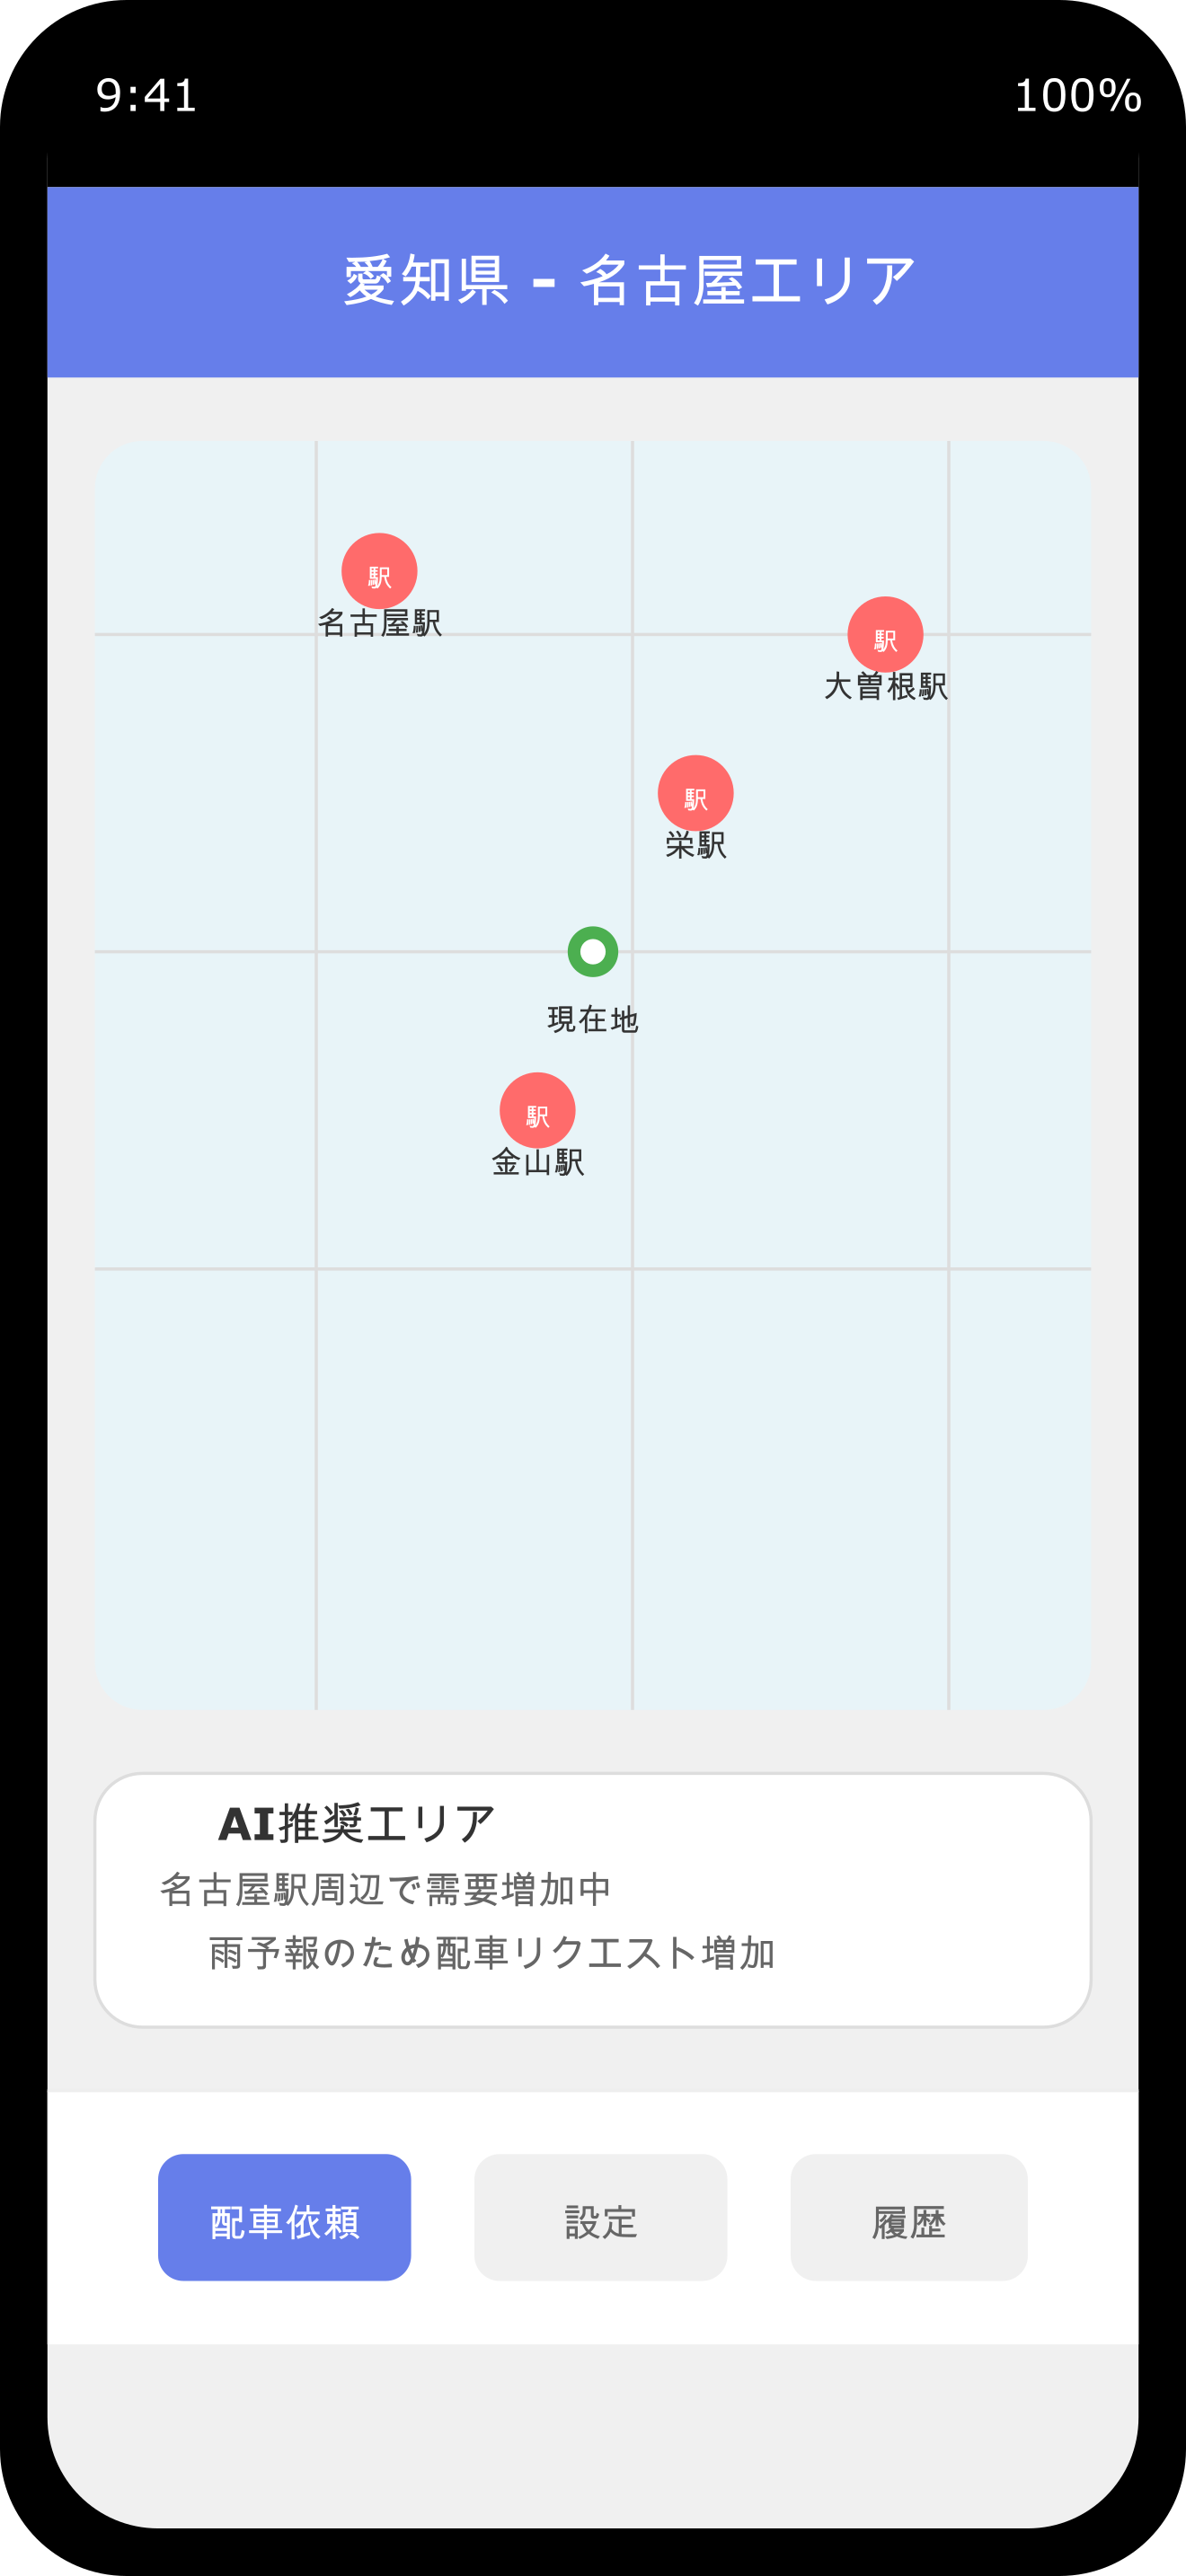 9:41
100%
愛知県 - 名古屋エリア
駅
名古屋駅
駅
大曽根駅
駅
栄駅
現在地
駅
金山駅
AI推奨エリア
名古屋駅周辺で需要増加中
雨予報のため配車リクエスト増加
配車依頼
設定
履歴